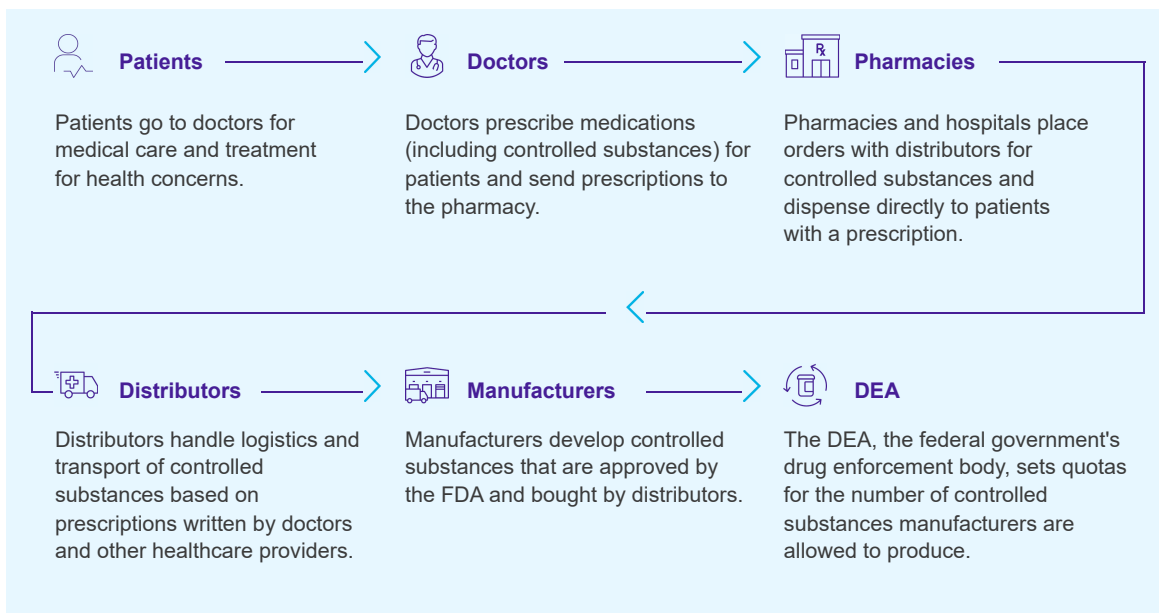 Patients
Patients go to doctors for
medical care and treatment
for health concerns.
Doctors
Doctors prescribe medications
(including controlled substances) for
patients and send prescriptions to
the pharmacy.
Rx
Pharmacies
Pharmacies and hospitals place
orders with distributors for
controlled substances and
dispense directly to patients
with a prescription.
Distributors
Distributors handle logistics and
transport of controlled
substances based on
prescriptions written by doctors
and other healthcare providers.
Manufacturers
Manufacturers develop controlled
substances that are approved by
the FDA and bought by distributors.
DEA
The DEA, the federal government's
drug enforcement body, sets quotas
for the number of controlled
substances manufacturers are
allowed to produce.